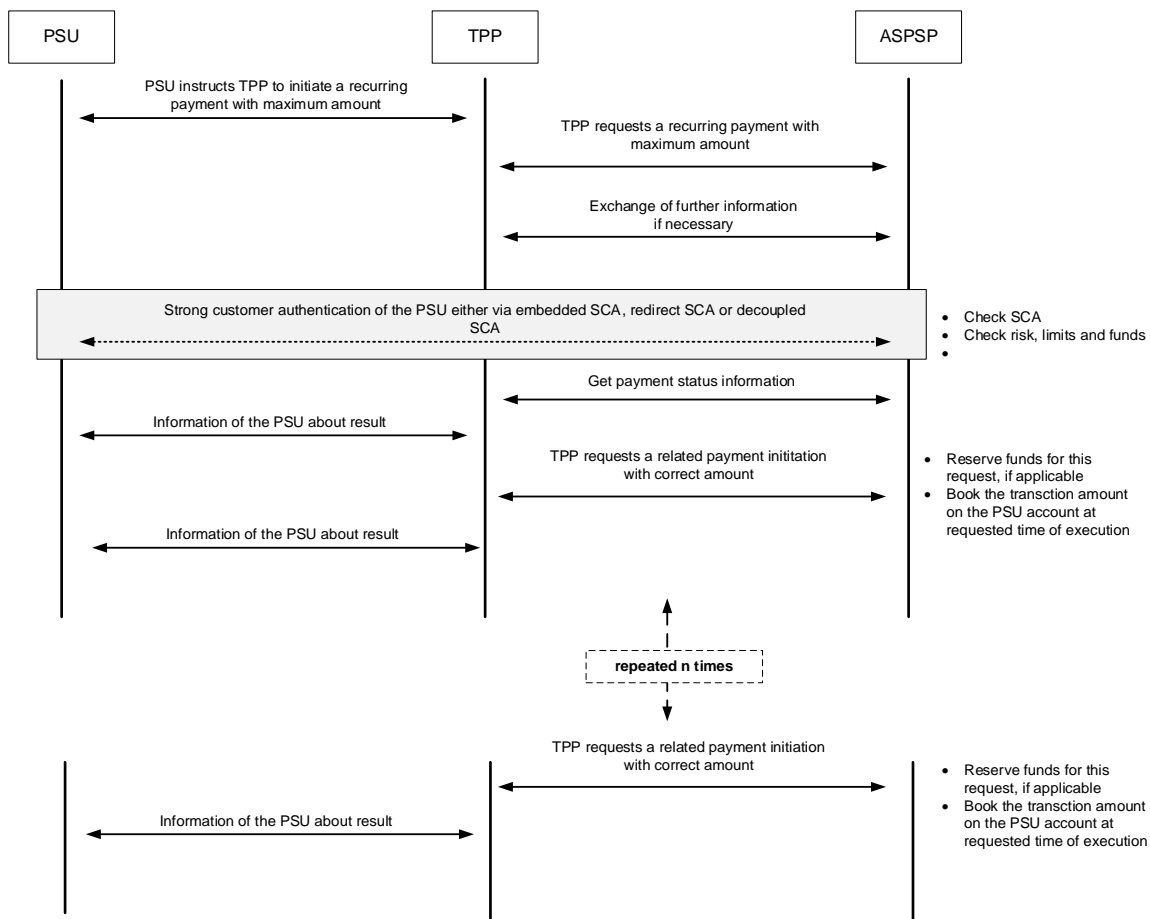 PSU
TPP
ASPSP
PSU instructs TPP to initiate a recurring
payment with maximum amount
TPP requests a recurring payment with
maximum amount
Exchange of further information
if necessary
Strong customer authentication of the PSU either via embedded SCA, redirect SCA or decoupled
SCA
• Check SCA
• Check risk, limits and funds
•
Get payment status information
Information of the PSU about result
TPP requests a related payment inititation
with correct amount
• Reserve funds for this
request, if applicable
• Book the transction amount
on the PSU account at
requested time of execution
Information of the PSU about result
repeated n times
TPP requests a related payment initiation
with correct amount
• Reserve funds for this
request, if applicable
• Book the transction amount
on the PSU account at
requested time of execution
Information of the PSU about result